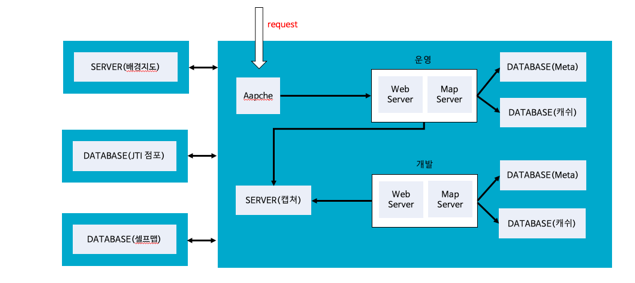 request
SERVER(배경지도)
운영
DATABASE(Meta)
Aapche
Web
Server
Map
Server
DATABASE(캐쉬)
DATABASE(JTI 점포)
개발
DATABASE(Meta)
SERVER(캡쳐)
Web
Server
Map
Server
DATABASE(캐쉬)
DATABASE(셀프맵)